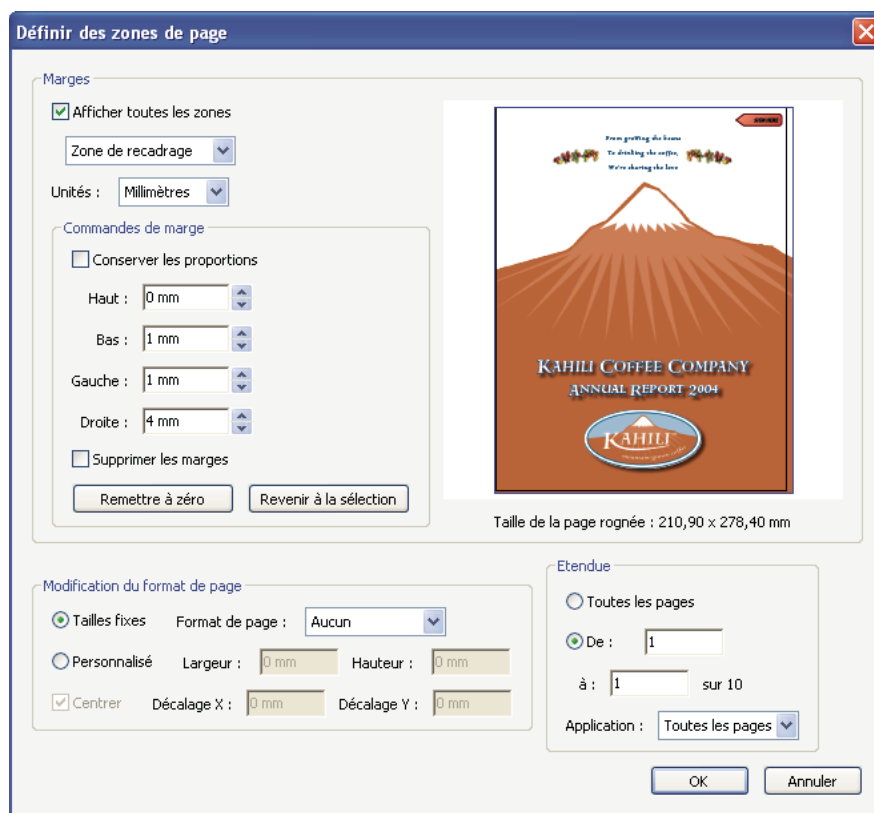 Définir des zones de page
Marges
Afficher toutes les zones
Zone de recadrage
Unités : Millimètres
Commandes de marge
Conserver les proportions
Haut : 0 mm
Bas : 1 mm
Gauche : 1 mm
Droite : 4 mm
Supprimer les marges
Remettre à zéro Revenir à la sélection
From growing the beans
To drinking the coffee,
We're sharing the love
KAHILI COFFEE COMPANY
ANNUAL REPORT 2004
KAHILI
Taille de la page rognée : 210,90 x 278,40 mm
Modification du format de page
Tailles fixes Format de page : Aucun
Personnalisé Largeur : 0 mm Hauteur : 0 mm
Centrer Décalage X : 0 mm Décalage Y : 0 mm
Etendue
Toutes les pages
De : 1
à : 1 sur 10
Application : Toutes les pages
OK Annuler